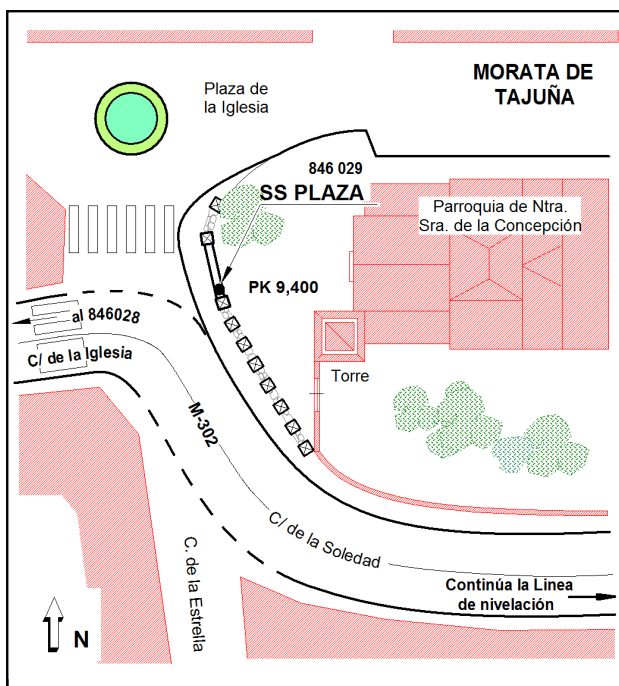 MORATA DE
TAJUÑA
Plaza de
la Iglesia
846 029
SS PLAZA
Parroquia de Ntra.
Sra. de la Concepción
PK 9,400
al 846028
C/ de la Iglesia
Torre
M-302
C/ de la Soledad
C. de la Estrella
Continúa la Línea
de nivelación
N